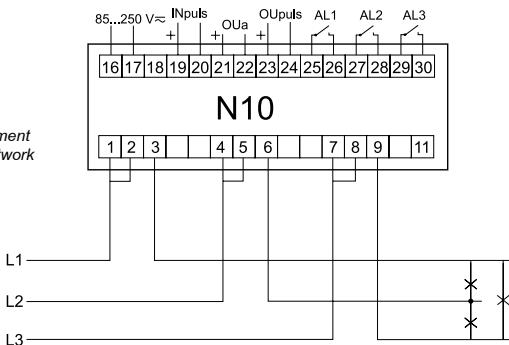 85...250 V≂ INpuls OUa OUpuls AL1 AL2 AL3
+ + +
16 17 18 19 20 21 22 23 24 25 26 27 28 29 30
N10
ment
twork
1 2 3 4 5 6 7 8 9 11
L1
L2
L3